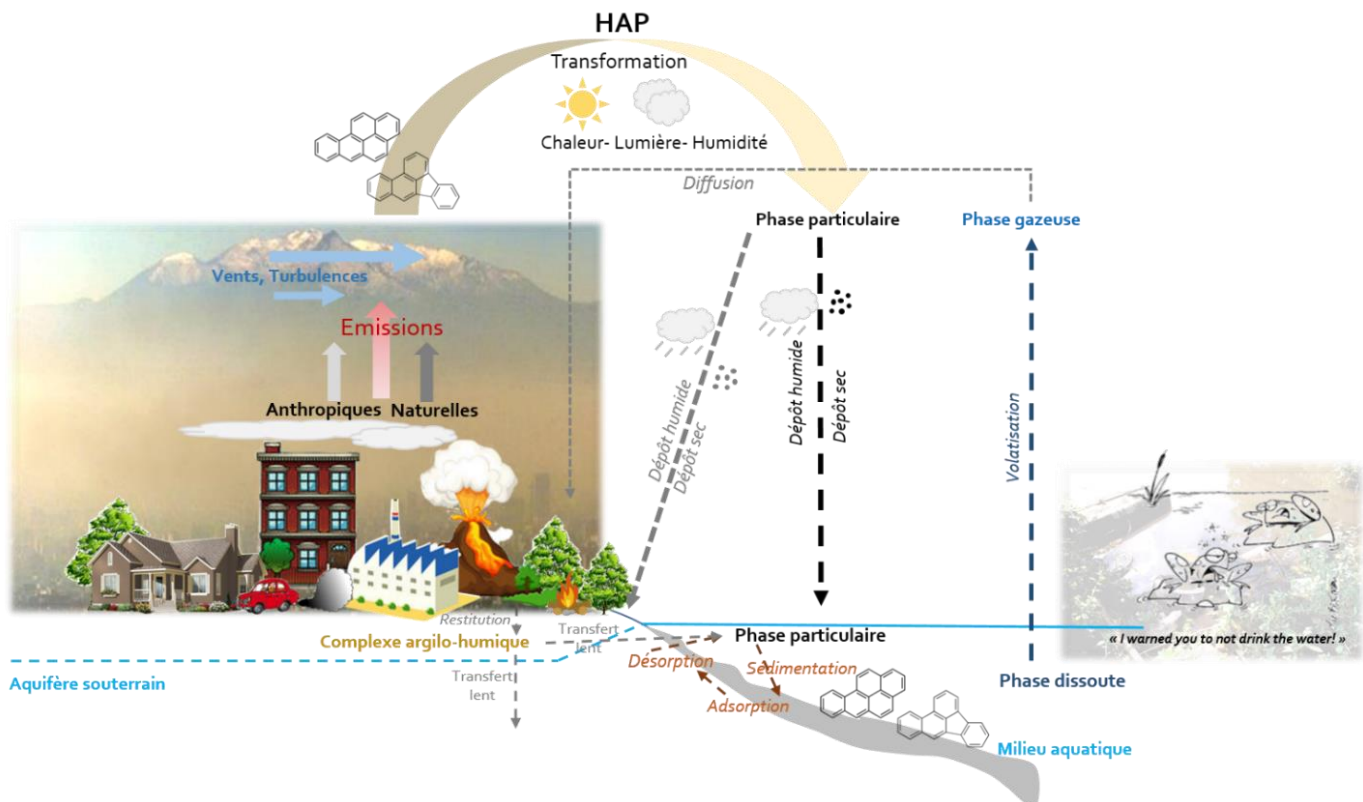 HAP
Transformation
Chaleur- Lumière- Humidité
Diffusion
Phase particulaire
Phase gazeuse
Vents, Turbulences
Emissions
Anthropiques
Naturelles
Dépôt humide
Dépôt sec
Dépôt humide
Dépôt sec
Volatisation
Restitution
Complexe argilo-humique
Transfert
lent
Transfert
lent
Phase particulaire
Désorption
Sédimentation
Adsorption
« I warned you to not drink the water! »
Aquifère souterrain
Phase dissoute
Milieu aquatique